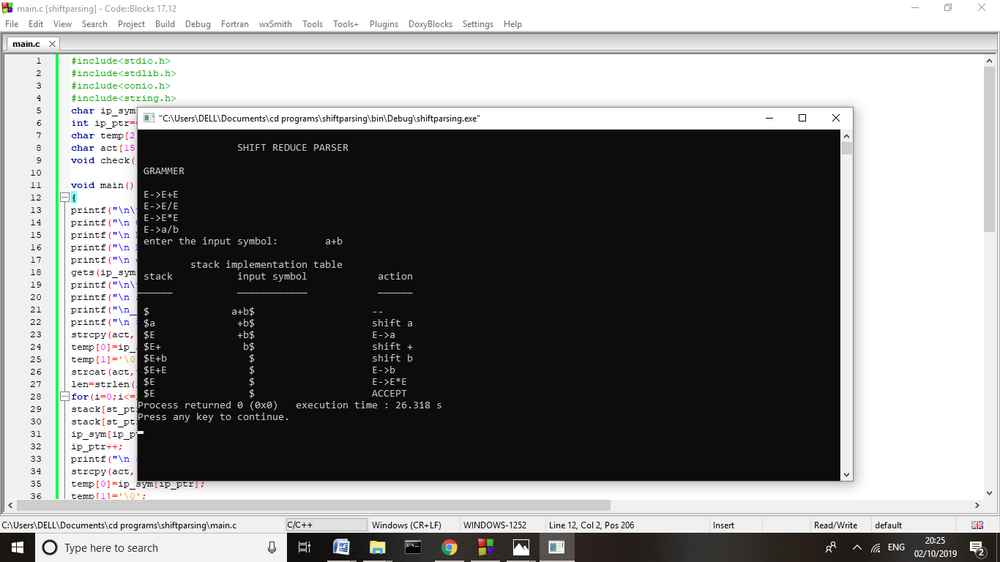 main.c [shiftparsing] - Code::Blocks 17.12
File Edit View Search Project Build Debug Fortran wxSmith Tools Tools+ Plugins DoxyBlocks Settings Help
main.c
1 #include<stdio.h>
2 #include<stdlib.h>
3 #include<conio.h>
4 #include<string.h>
5 char ip_sym
6 int ip_ptr=
7 char temp[2
8 char act[15
9 void check(
10
11 void main()
12 {
13 printf("\n\
14 printf("\n
15 printf("\n
16 printf("\n
17 printf("\n
18 gets(ip_sym
19 printf("\n\
20 printf("\n
21 printf("\n_
22 printf("\n
23 strcpy(act,
24 temp[0]=ip_
25 temp[1]='\0
26 strcat(act,
27 len=strlen(
28 for(i=0;i<=
29 stack[st_pt
30 stack[st_pt
31 ip_sym[ip_p
32 ip_ptr++;
33 printf("\n
34 strcpy(act,
35 temp[0]=ip_sym[ip_ptr];
36 temp[1]='\0';
"C:\Users\DELL\Documents\cd programs\shiftparsing\bin\Debug\shiftparsing.exe"
SHIFT REDUCE PARSER
GRAMMER
E->E+E
E->E/E
E->E*E
E->a/b
enter the input symbol: a+b
stack implementation table
stack input symbol action
______ ____________ ______
$ a+b$ --
$a +b$ shift a
$E +b$ E->a
$E+ b$ shift +
$E+b $ shift b
$E+E $ E->b
$E $ E->E*E
$E $ ACCEPT
Process returned 0 (0x0) execution time : 26.318 s
Press any key to continue.
C:\Users\DELL\Documents\cd programs\shiftparsing\main.c C/C++ Windows (CR+LF) WINDOWS-1252 Line 12, Col 2, Pos 206 Insert Read/Write default
Type here to search
ENG
20:25
02/10/2019
2